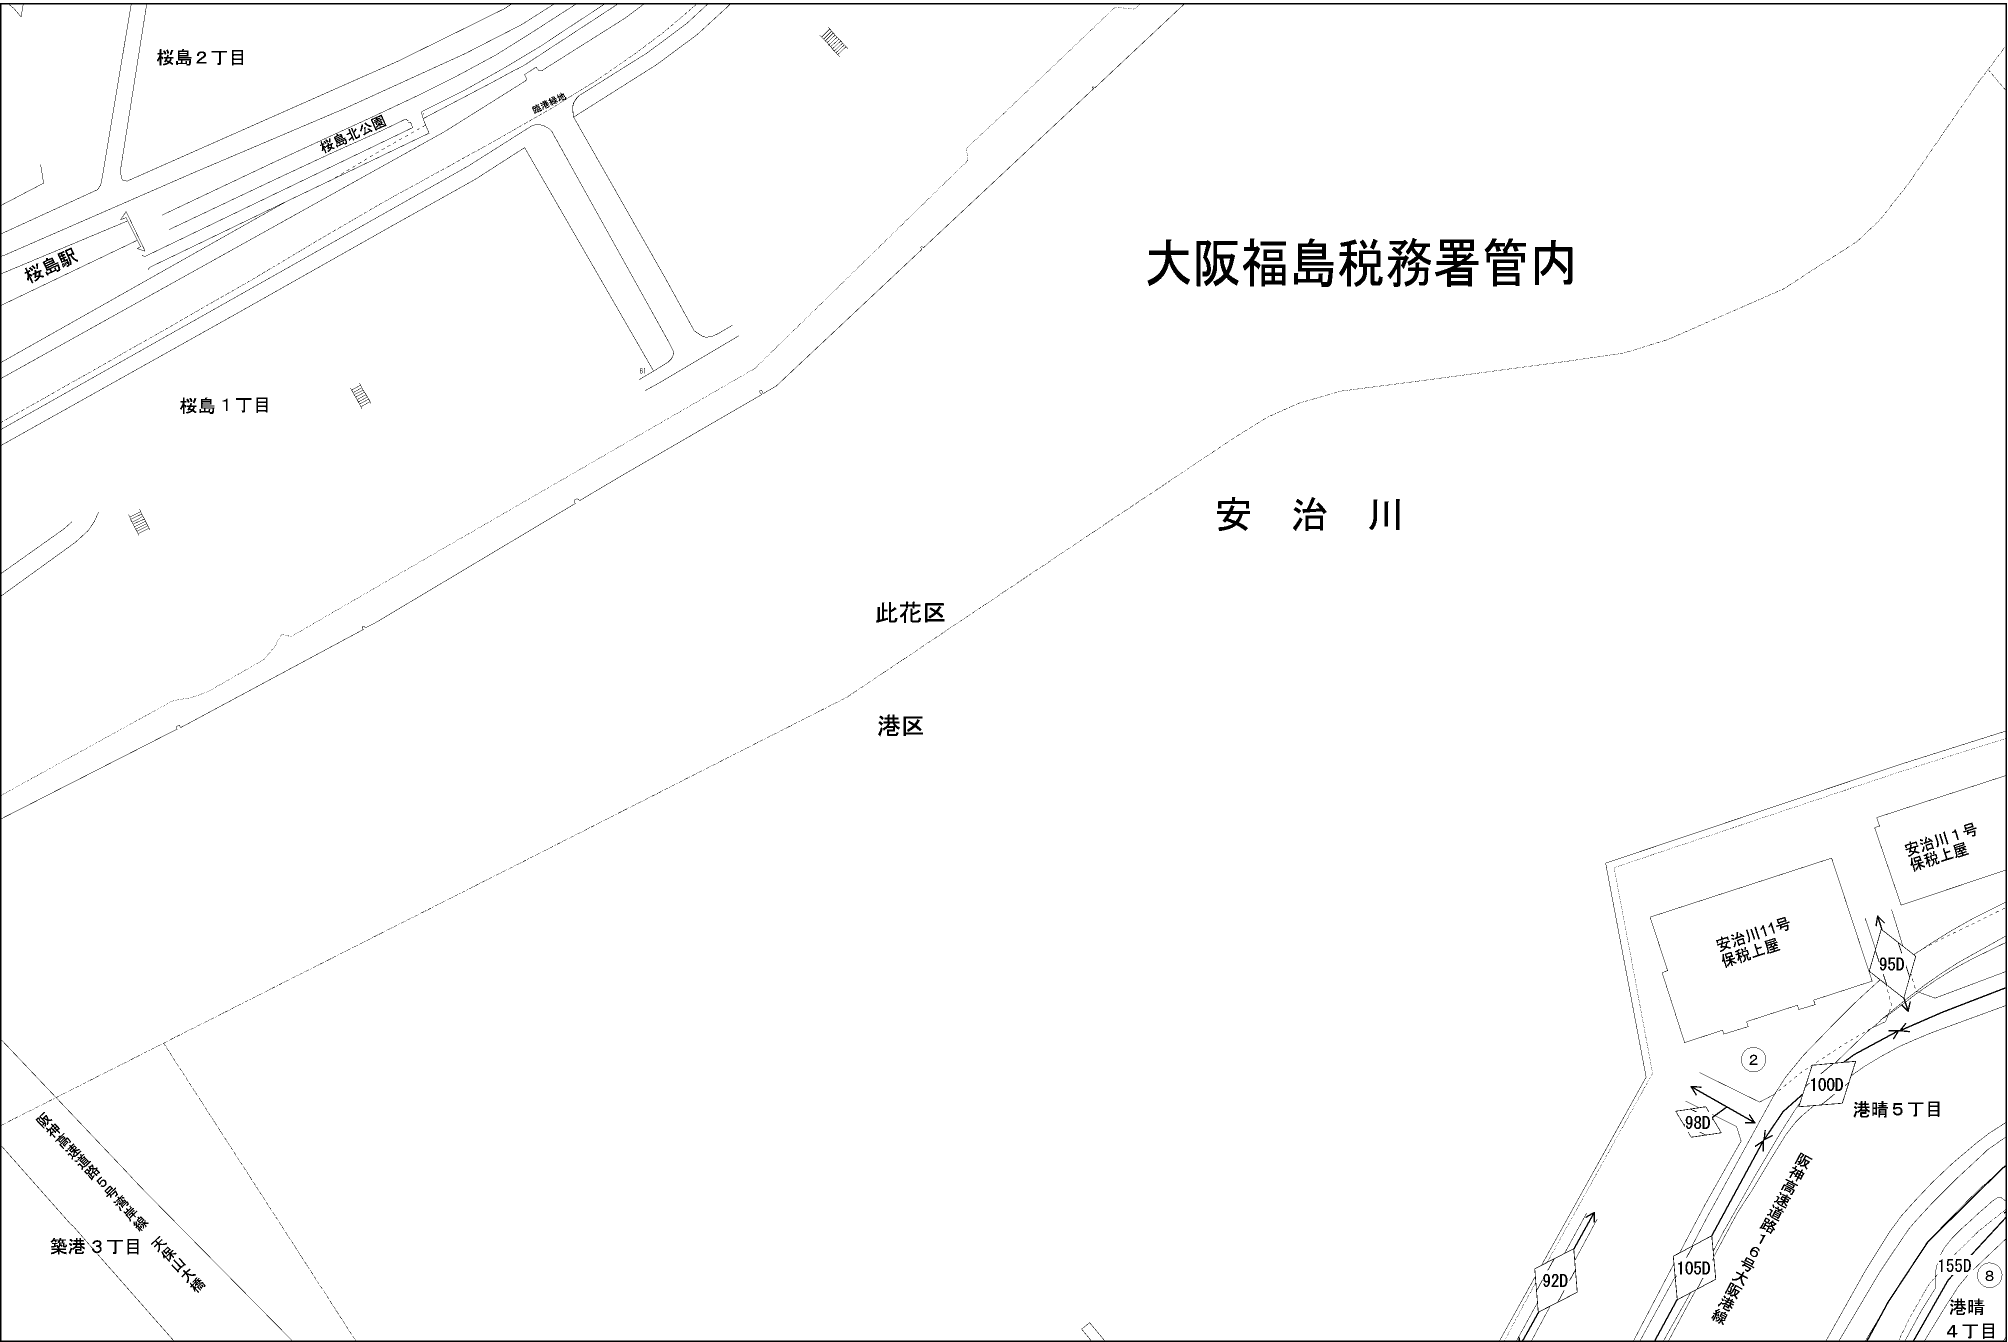 桜島２丁目
臨港緑地
桜島北公園
桜島駅
大阪福島税務署管内
61
桜島１丁目
安治川
此花区
港区
安治川１号
保税上屋
安治川11号
保税上屋
95D
2
100D
98D
港晴５丁目
阪神高速道路５号湾岸線 天保山大橋
阪神高速道路１６号大阪港線
築港３丁目
92D
105D
155D
8
港晴
４丁目